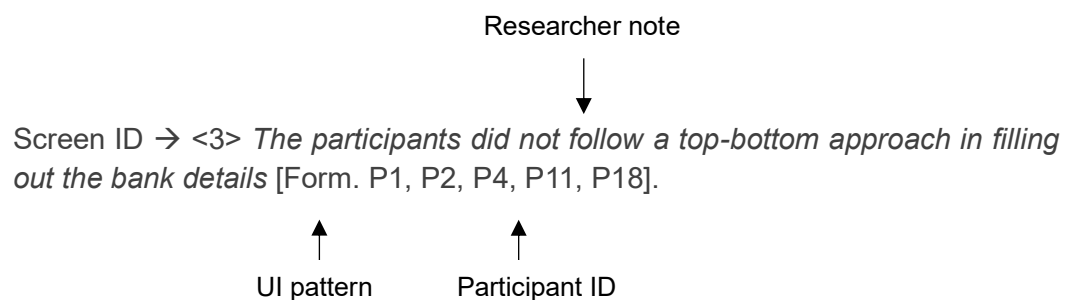 Researcher note
Screen ID → <3> The participants did not follow a top-bottom approach in filling
out the bank details [Form. P1, P2, P4, P11, P18].
UI pattern Participant ID